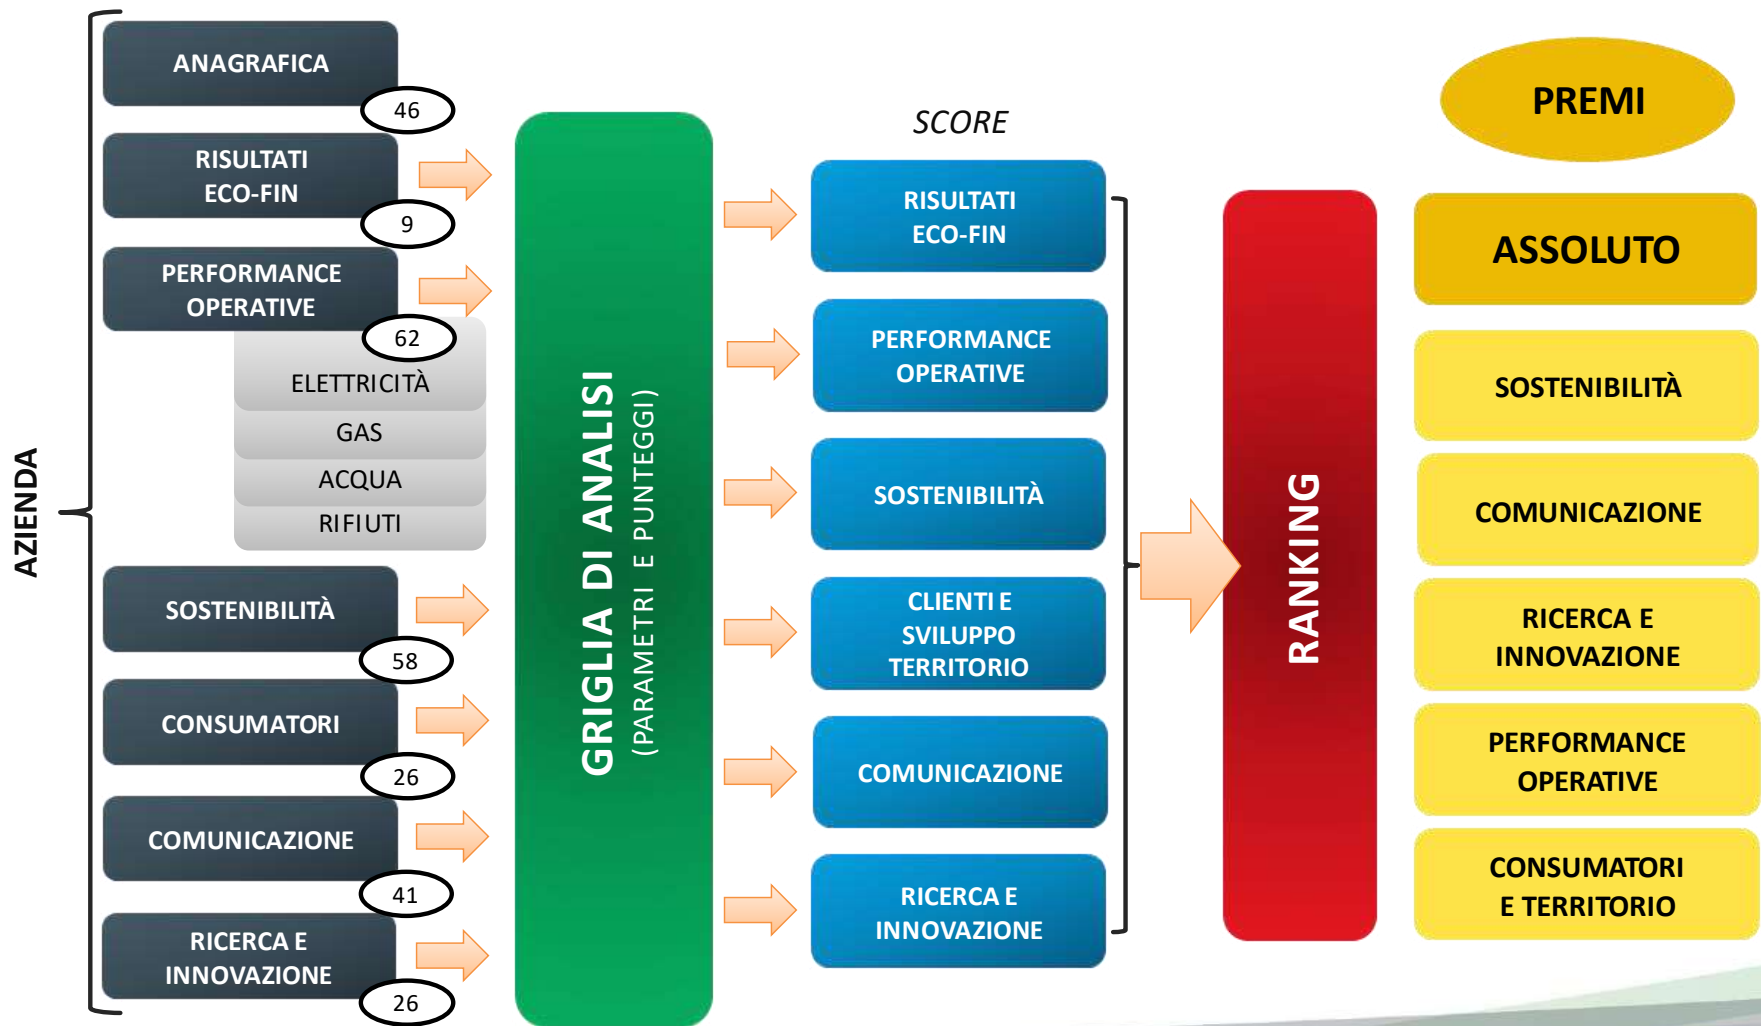 AZIENDA
ANAGRAFICA
46
RISULTATI
ECO-FIN
9
PERFORMANCE
OPERATIVE
62
ELETTRICITÀ
GAS
ACQUA
RIFIUTI
SOSTENIBILITÀ
58
CONSUMATORI
26
COMUNICAZIONE
41
RICERCA E
INNOVAZIONE
26
GRIGLIA DI ANALISI
(PARAMETRI E PUNTEGGI)
SCORE
RISULTATI
ECO-FIN
PERFORMANCE
OPERATIVE
SOSTENIBILITÀ
CLIENTI E
SVILUPPO
TERRITORIO
COMUNICAZIONE
RICERCA E
INNOVAZIONE
RANKING
PREMI
ASSOLUTO
SOSTENIBILITÀ
COMUNICAZIONE
RICERCA E
INNOVAZIONE
PERFORMANCE
OPERATIVE
CONSUMATORI
E TERRITORIO